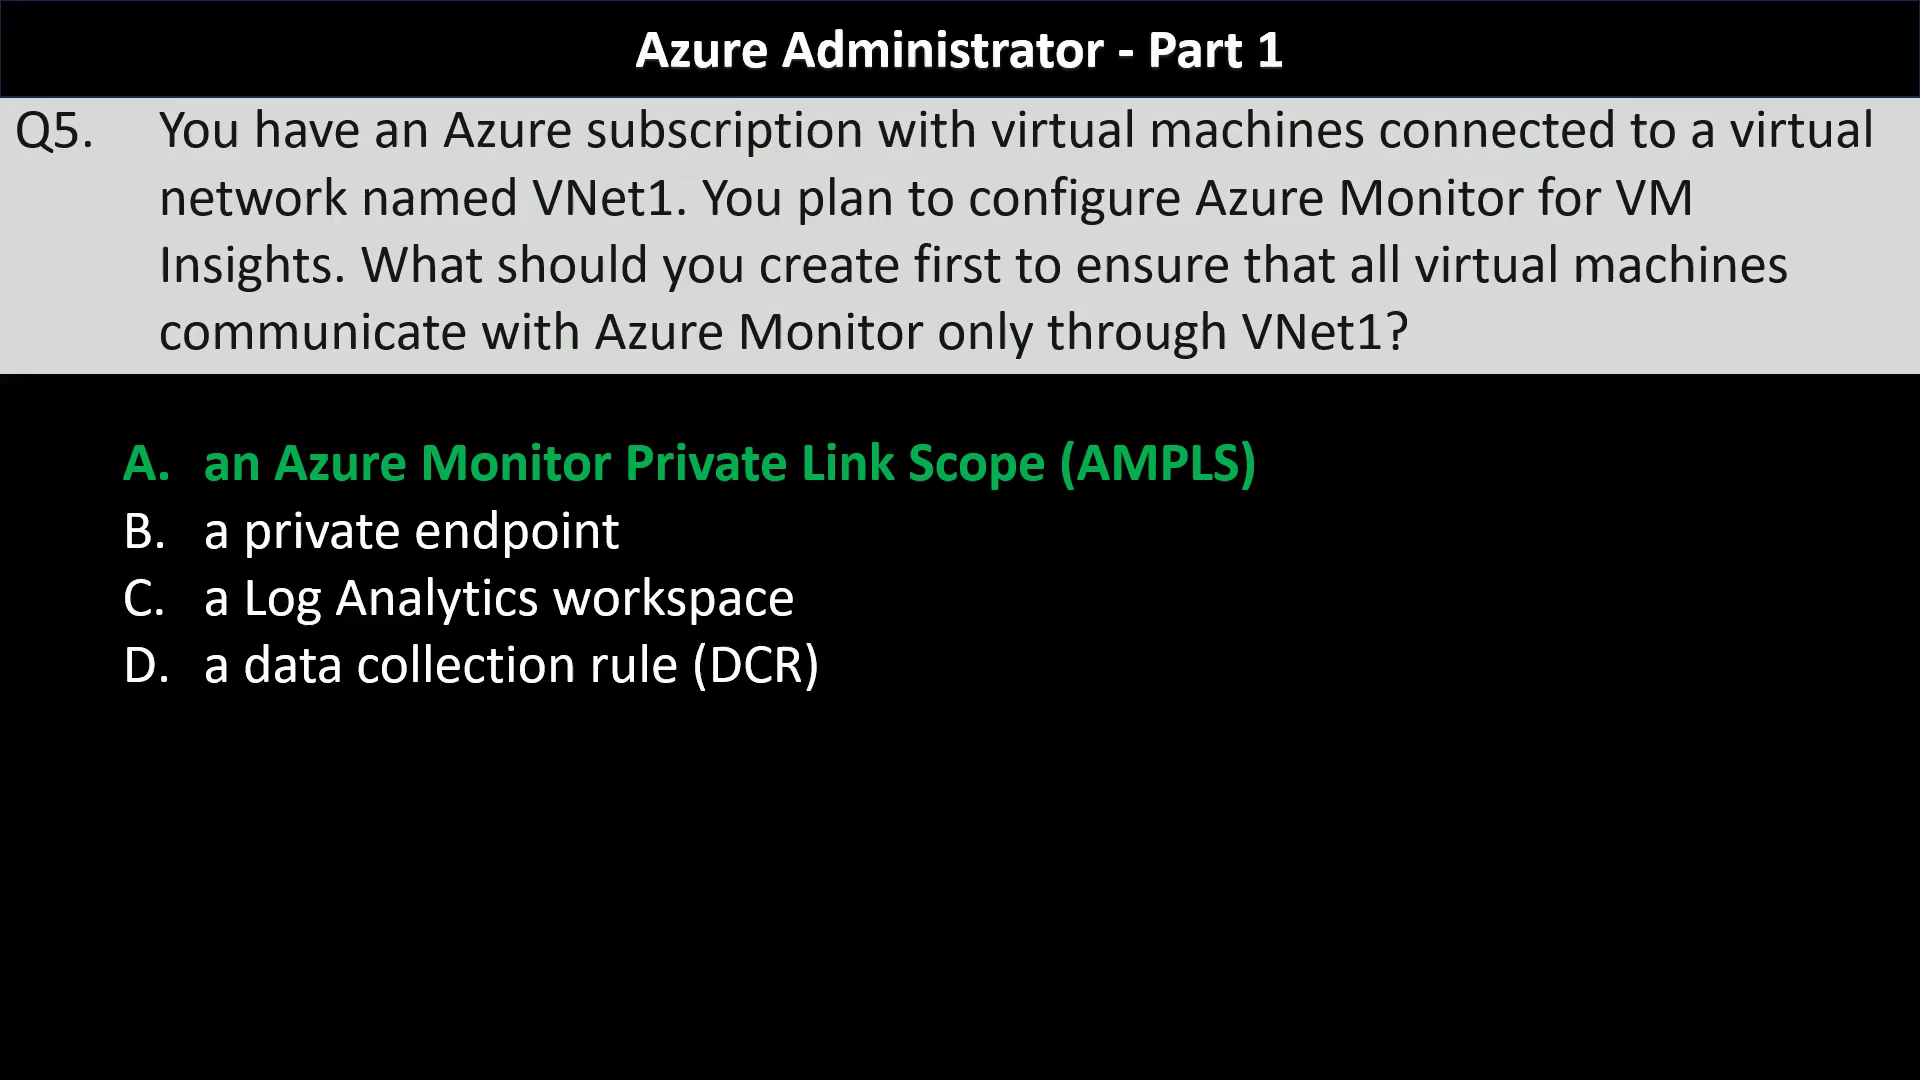 Azure Administrator - Part 1
Q5. You have an Azure subscription with virtual machines connected to a virtual
network named VNet1. You plan to configure Azure Monitor for VM
Insights. What should you create first to ensure that all virtual machines
communicate with Azure Monitor only through VNet1?
A. an Azure Monitor Private Link Scope (AMPLS)
B. a private endpoint
C. a Log Analytics workspace
D. a data collection rule (DCR)